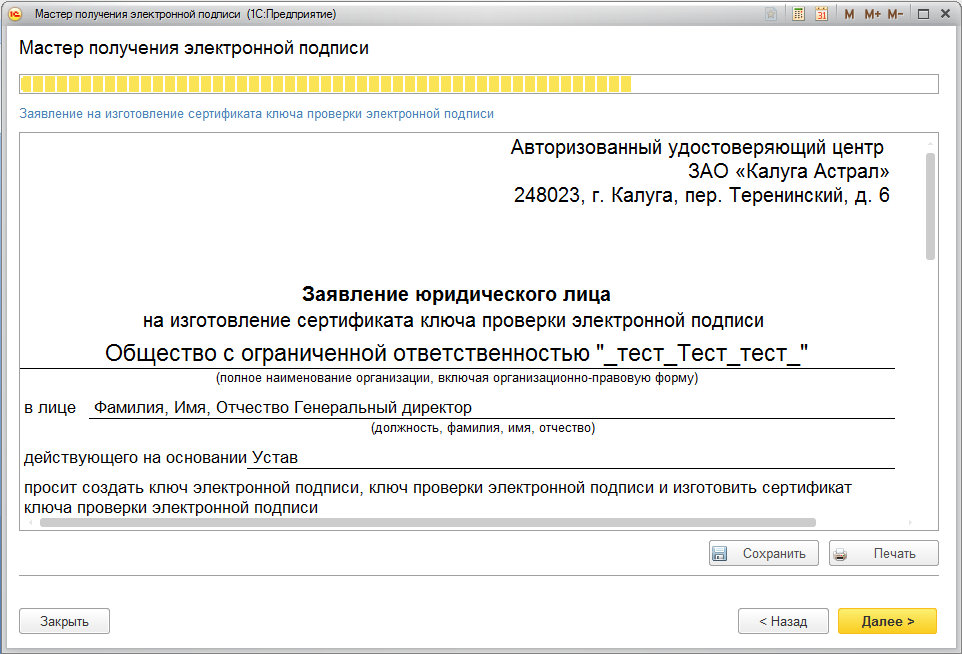 Мастер получения электронной подписи (1С:Предприятие)
31 M M+ M-
Мастер получения электронной подписи
Заявление на изготовление сертификата ключа проверки электронной подписи
Авторизованный удостоверяющий центр
ЗАО «Калуга Астрал»
248023, г. Калуга, пер. Теренинский, д. 6
Заявление юридического лица
на изготовление сертификата ключа проверки электронной подписи
Общество с ограниченной ответственностью "_тест_Тест_тест_"
(полное наименование организации, включая организационно-правовую форму)
в лице Фамилия, Имя, Отчество Генеральный директор
(должность, фамилия, имя, отчество)
действующего на основании Устав
просит создать ключ электронной подписи, ключ проверки электронной подписи и изготовить сертификат
ключа проверки электронной подписи
Сохранить Печать
Закрыть < Назад Далее >